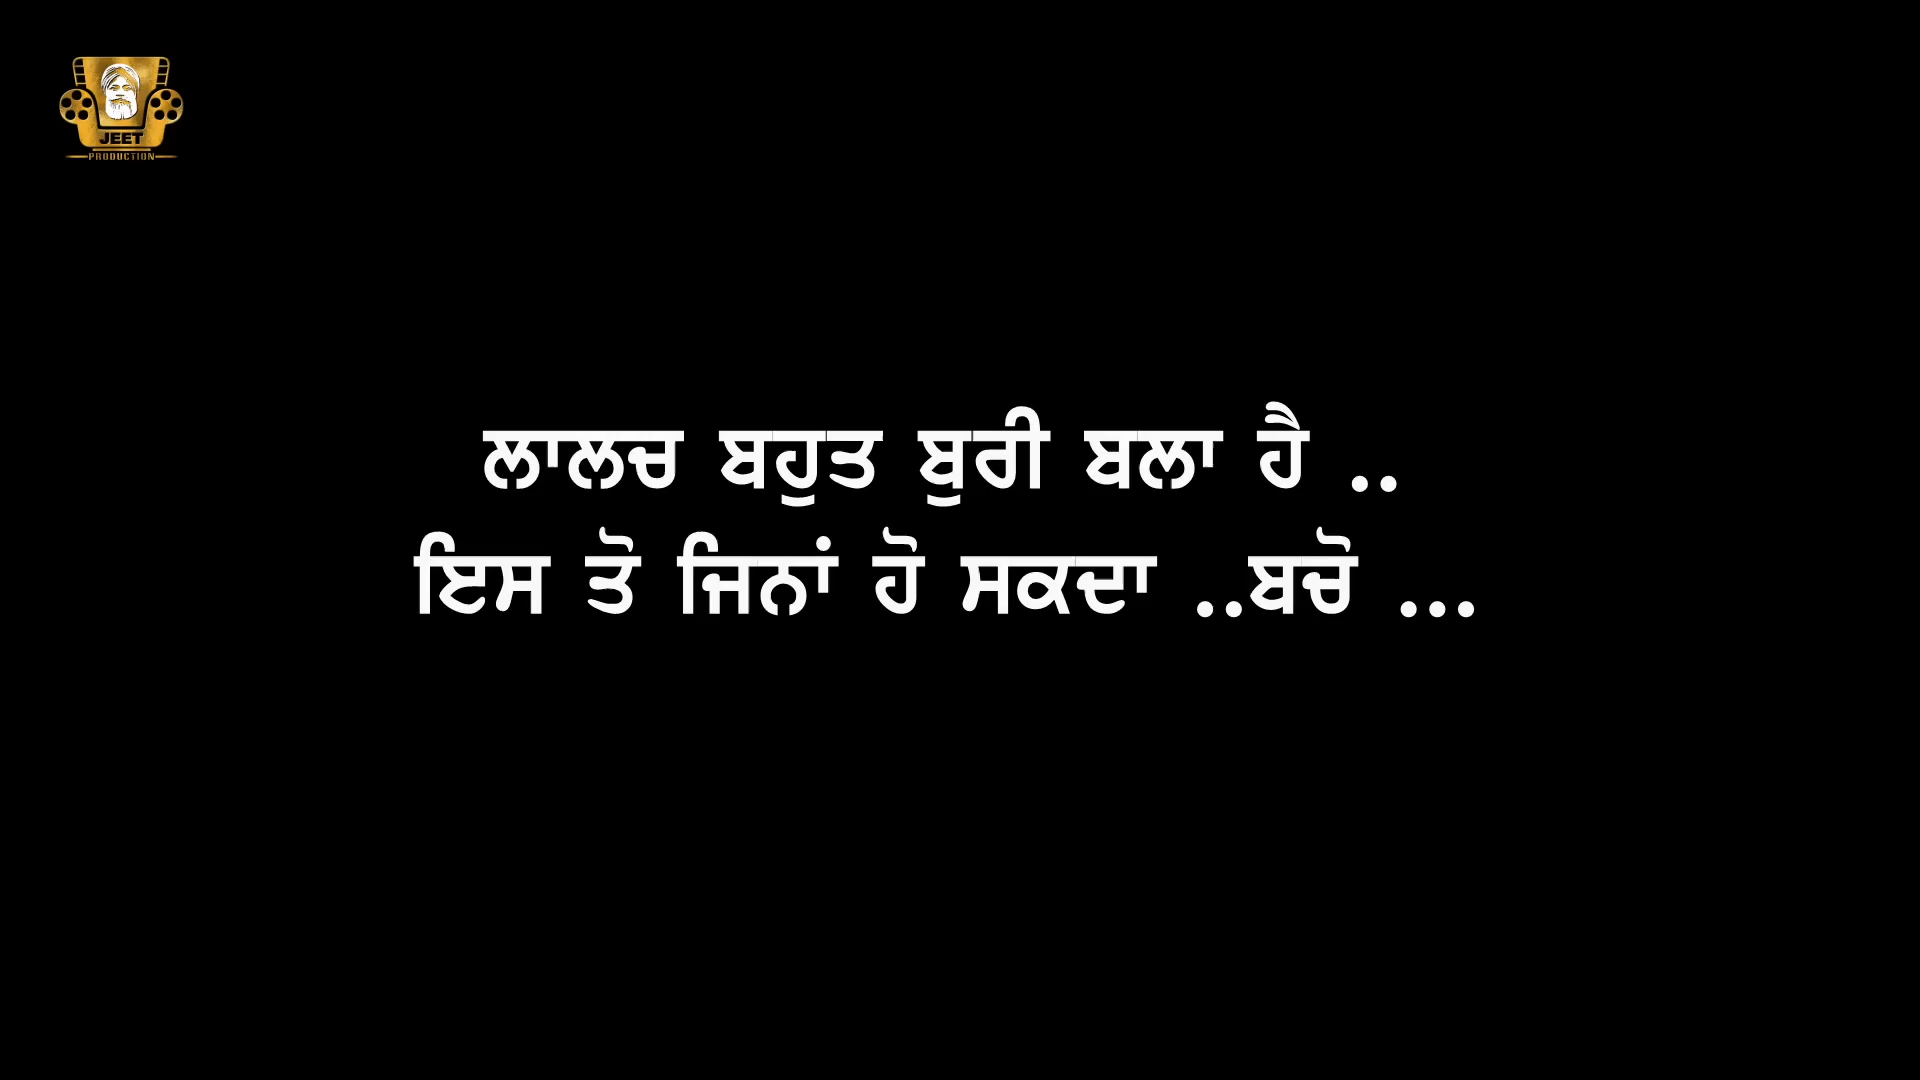 JEET
PRODUCTION
ਲਾਲਚ ਬਹੁਤ ਬੁਰੀ ਬਲਾ ਹੈ ..
ਇਸ ਤੋ ਜਿਨਾਂ ਹੋ ਸਕਦਾ ..ਬਚੋ ...